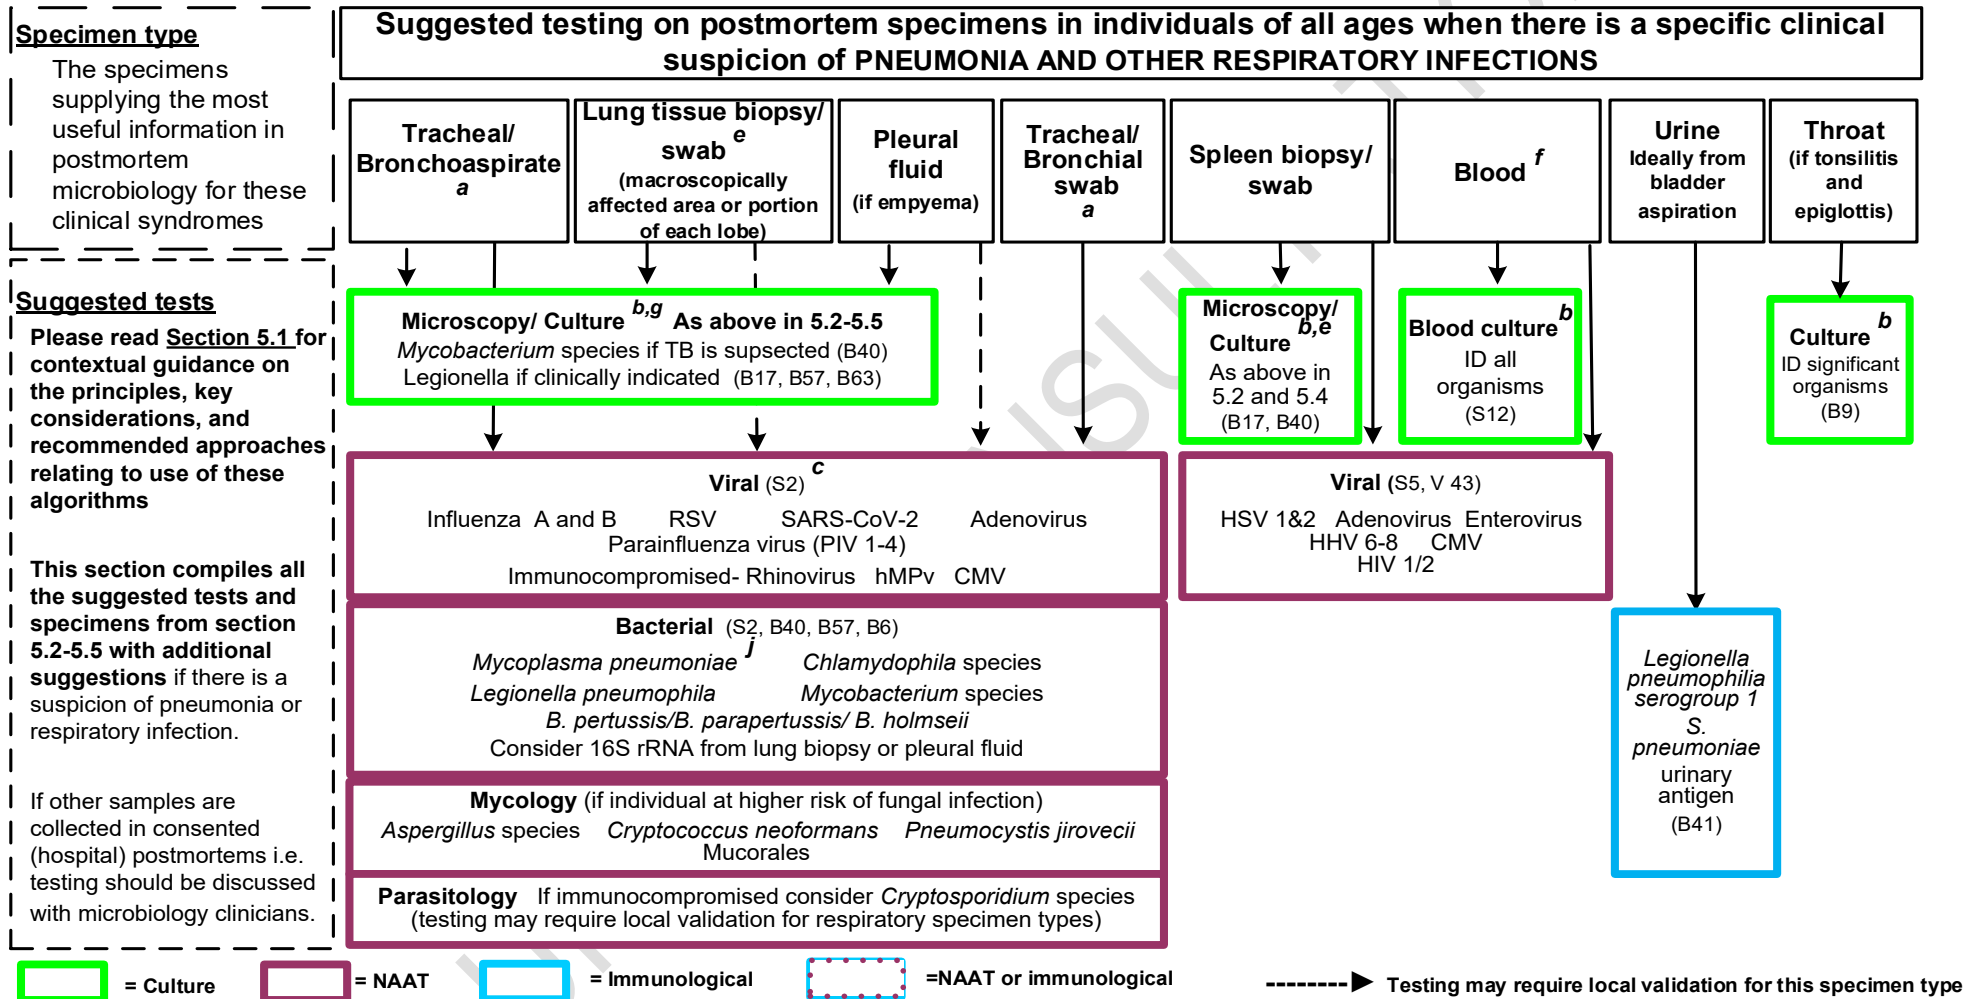 Suggested testing on postmortem specimens in individuals of all ages when there is a specific clinical
suspicion of PNEUMONIA AND OTHER RESPIRATORY INFECTIONS
Specimen type
The specimens
supplying the most
useful information in
postmortem
microbiology for these
clinical syndromes
Tracheal/
Bronchoaspirate
a
Lung tissue biopsy/
swab e
(macroscopically
affected area or portion
of each lobe)
Pleural
fluid
(if empyema)
Tracheal/
Bronchial
swab
a
Spleen biopsy/
swab
Blood f
Urine
Ideally from
bladder
aspiration
Throat
(if tonsilitis
and
epiglottis)
Suggested tests
Please read Section 5.1 for
contextual guidance on
the principles, key
considerations, and
recommended approaches
relating to use of these
algorithms
This section compiles all
the suggested tests and
specimens from section
5.2-5.5 with additional
suggestions if there is a
suspicion of pneumonia or
respiratory infection.
If other samples are
collected in consented
(hospital) postmortems i.e.
testing should be discussed
with microbiology clinicians.
Microscopy/ Culture b,g As above in 5.2-5.5
Mycobacterium species if TB is supsected (B40)
Legionella if clinically indicated (B17, B57, B63)
Microscopy/
Culture b,e
As above in
5.2 and 5.4
(B17, B40)
Blood culture b
ID all
organisms
(S12)
Culture b
ID significant
organisms
(B9)
Viral (S2) c
Influenza A and B RSV SARS-CoV-2 Adenovirus
Parainfluenza virus (PIV 1-4)
Immunocompromised- Rhinovirus hMPv CMV
Viral (S5, V 43)
HSV 1&2 Adenovirus Enterovirus
HHV 6-8 CMV
HIV 1/2
Bacterial (S2, B40, B57, B6)
Mycoplasma pneumoniae j Chlamydophila species
Legionella pneumophila Mycobacterium species
B. pertussis/B. parapertussis/ B. holmseii
Consider 16S rRNA from lung biopsy or pleural fluid
Legionella
pneumophilia
serogroup 1
S.
pneumoniae
urinary
antigen
(B41)
Mycology (if individual at higher risk of fungal infection)
Aspergillus species Cryptococcus neoformans Pneumocystis jirovecii
Mucorales
Parasitology If immunocompromised consider Cryptosporidium species
(testing may require local validation for respiratory specimen types)
= Culture
= NAAT
= Immunological
=NAAT or immunological
Testing may require local validation for this specimen type